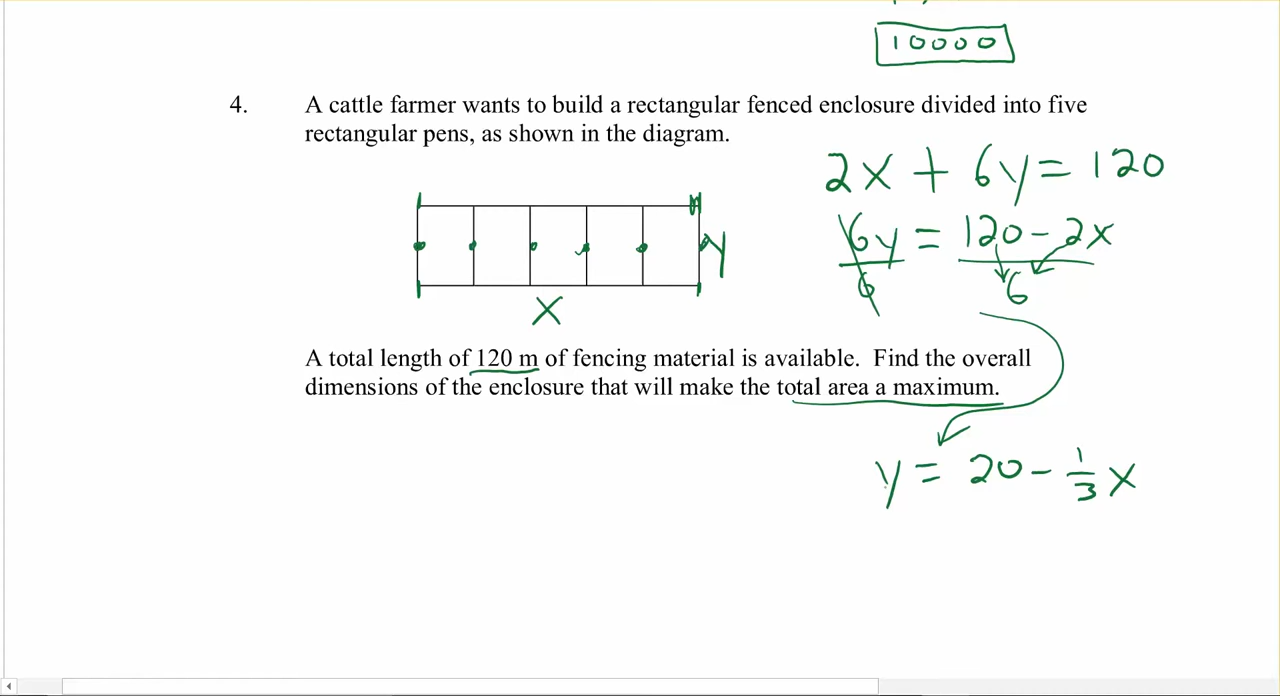 10000
4. A cattle farmer wants to build a rectangular fenced enclosure divided into five
rectangular pens, as shown in the diagram.
2x + 6y = 120
6y = 120 - 2x
6 6
y
x
A total length of 120 m of fencing material is available. Find the overall
dimensions of the enclosure that will make the total area a maximum.
y = 20 - 1/3 x